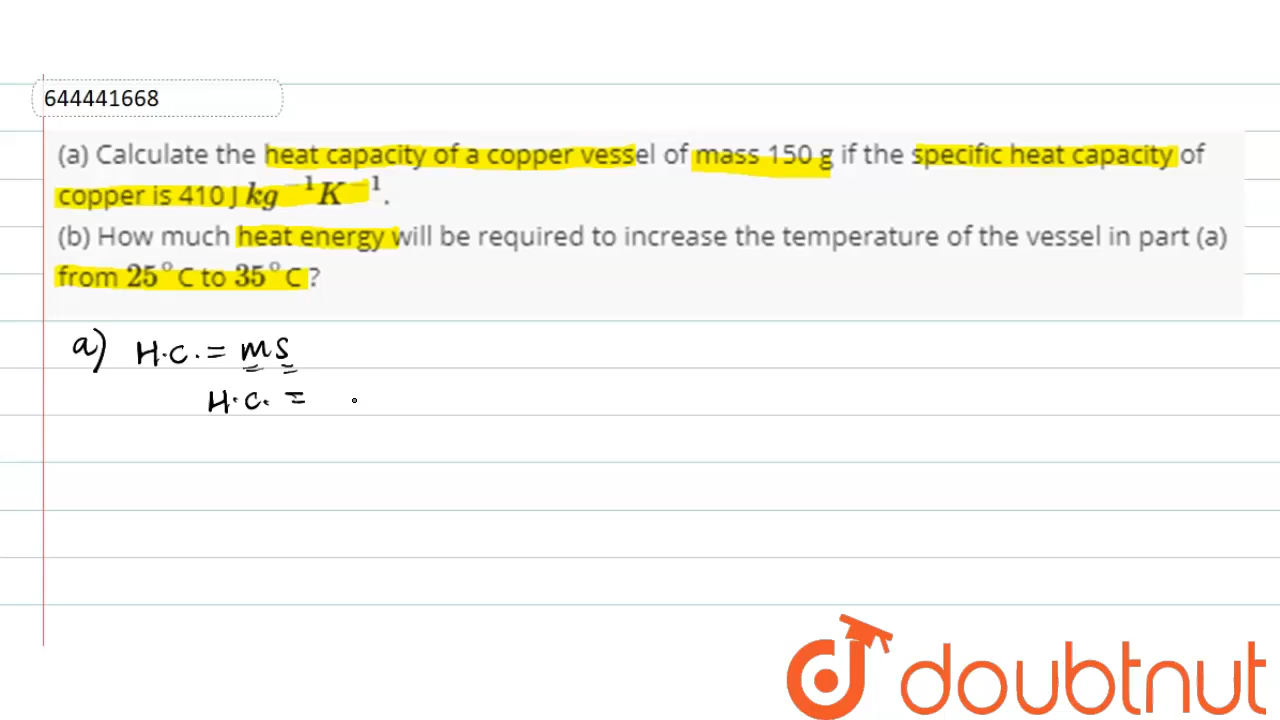 644441668
(a) Calculate the heat capacity of a copper vessel of mass 150 g if the specific heat capacity of
copper is 410 J kg⁻¹K⁻¹.
(b) How much heat energy will be required to increase the temperature of the vessel in part (a)
from 25°C to 35°C ?
a) H.C. = ms
H.C. =
doubtnut